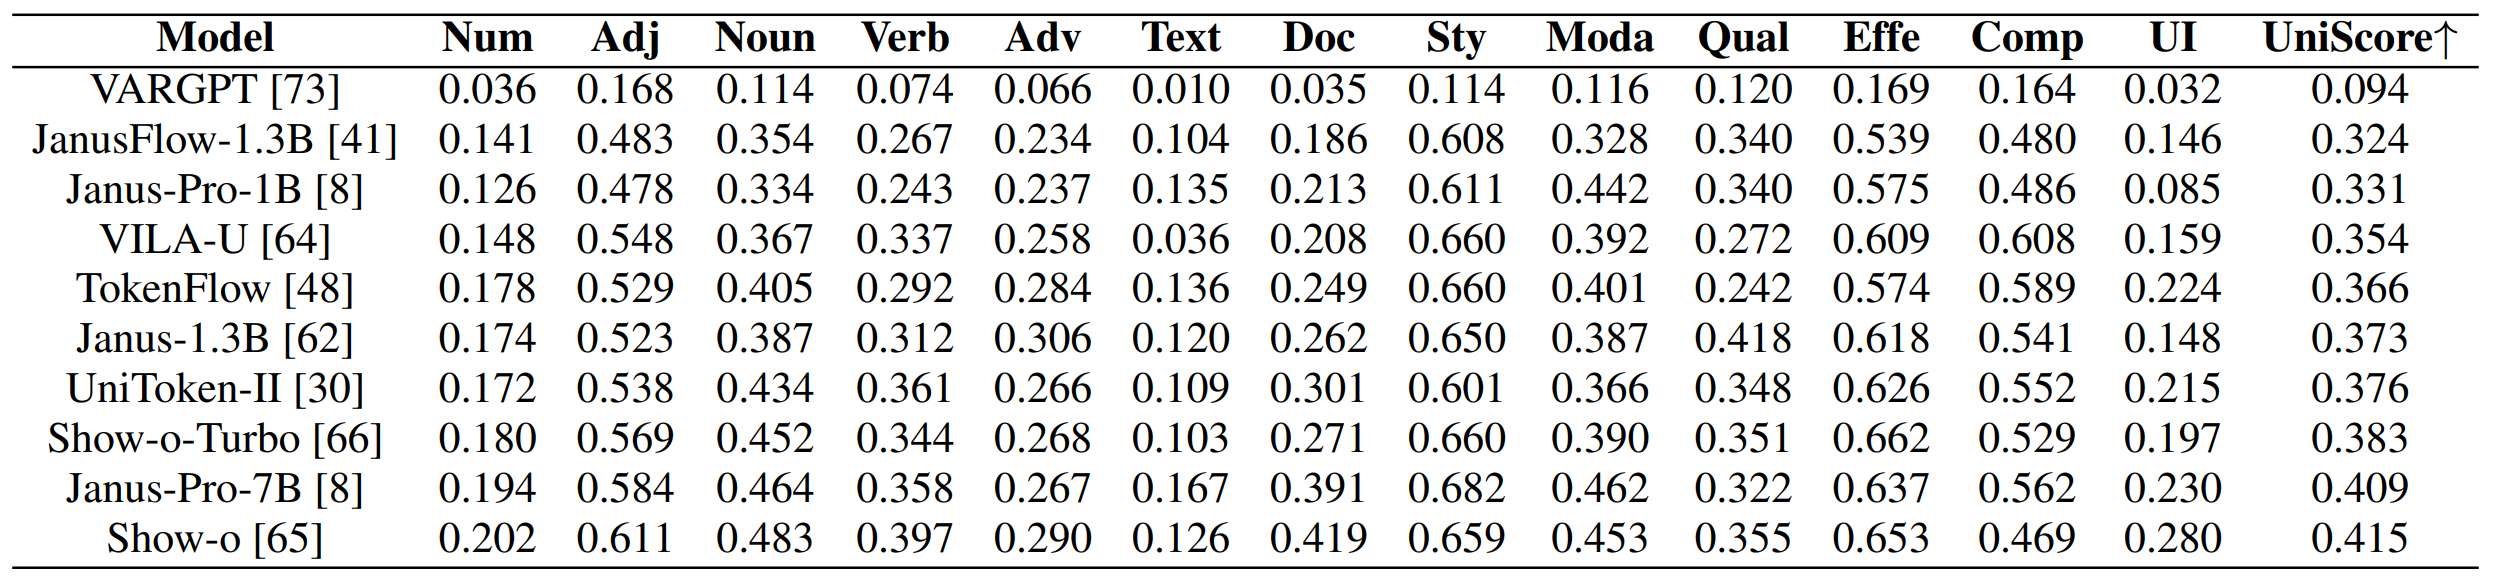 Model Num Adj Noun Verb Adv Text Doc Sty Moda Qual Effe Comp UI UniScore↑
VARGPT [73] 0.036 0.168 0.114 0.074 0.066 0.010 0.035 0.114 0.116 0.120 0.169 0.164 0.032 0.094
JanusFlow-1.3B [41] 0.141 0.483 0.354 0.267 0.234 0.104 0.186 0.608 0.328 0.340 0.539 0.480 0.146 0.324
Janus-Pro-1B [8] 0.126 0.478 0.334 0.243 0.237 0.135 0.213 0.611 0.442 0.340 0.575 0.486 0.085 0.331
VILA-U [64] 0.148 0.548 0.367 0.337 0.258 0.036 0.208 0.660 0.392 0.272 0.609 0.608 0.159 0.354
TokenFlow [48] 0.178 0.529 0.405 0.292 0.284 0.136 0.249 0.660 0.401 0.242 0.574 0.589 0.224 0.366
Janus-1.3B [62] 0.174 0.523 0.387 0.312 0.306 0.120 0.262 0.650 0.387 0.418 0.618 0.541 0.148 0.373
UniToken-II [30] 0.172 0.538 0.434 0.361 0.266 0.109 0.301 0.601 0.366 0.348 0.626 0.552 0.215 0.376
Show-o-Turbo [66] 0.180 0.569 0.452 0.344 0.268 0.103 0.271 0.660 0.390 0.351 0.662 0.529 0.197 0.383
Janus-Pro-7B [8] 0.194 0.584 0.464 0.358 0.267 0.167 0.391 0.682 0.462 0.322 0.637 0.562 0.230 0.409
Show-o [65] 0.202 0.611 0.483 0.397 0.290 0.126 0.419 0.659 0.453 0.355 0.653 0.469 0.280 0.415